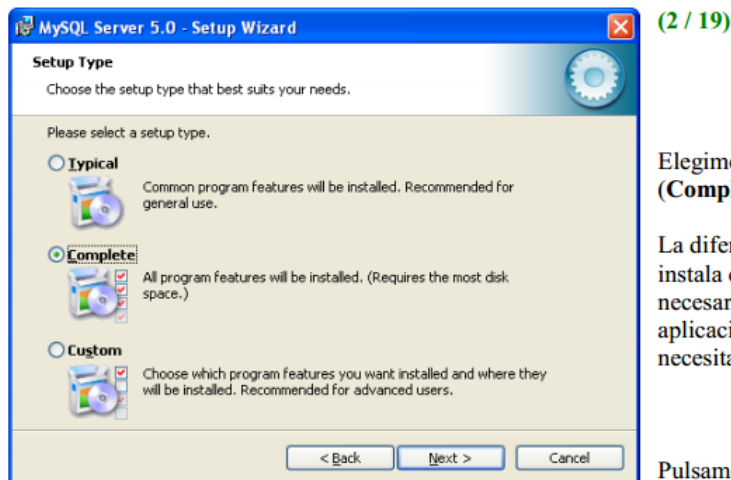 MySQL Server 5.0 - Setup Wizard
(2 / 19)
Setup Type
Choose the setup type that best suits your needs.
Please select a setup type.
Typical
Common program features will be installed. Recommended for
general use.
Complete
All program features will be installed. (Requires the most disk
space.)
Custom
Choose which program features you want installed and where they
will be installed. Recommended for advanced users.
< Back
Next >
Cancel
(Comp
La
instala